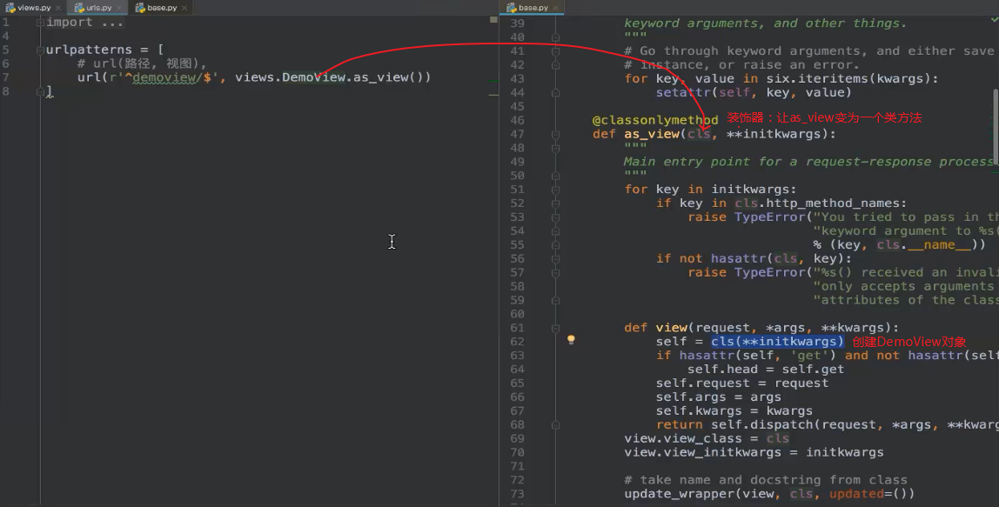 views.py
urls.py
base.py
1 import ...
4
5 urlpatterns = [
6 # url(路径, 视图),
7 url(r'^demoview/$', views.DemoView.as_view())
8 ]
base.py
39 keyword arguments, and other things.
40 """
41 # Go through keyword arguments, and either save
42 # instance, or raise an error.
43 for key, value in six.iteritems(kwargs):
44 setattr(self, key, value)
45
46 @classonlymethod 装饰器：让as_view变为一个类方法
47 def as_view(cls, **initkwargs):
48 """
49 Main entry point for a request-response process
50 """
51 for key in initkwargs:
52 if key in cls.http_method_names:
53 raise TypeError("You tried to pass in th
54 "keyword argument to %s(
55 % (key, cls.__name__))
56 if not hasattr(cls, key):
57 raise TypeError("%s() received an invali
58 "only accepts arguments
59 "attributes of the class
60
61 def view(request, *args, **kwargs):
62 self = cls(**initkwargs) 创建DemoVIew对象
63 if hasattr(self, 'get') and not hasattr(self
64 self.head = self.get
65 self.request = request
66 self.args = args
67 self.kwargs = kwargs
68 return self.dispatch(request, *args, **kwarg
69 view.view_class = cls
70 view.view_initkwargs = initkwargs
71
72 # take name and docstring from class
73 update_wrapper(view, cls, updated=())